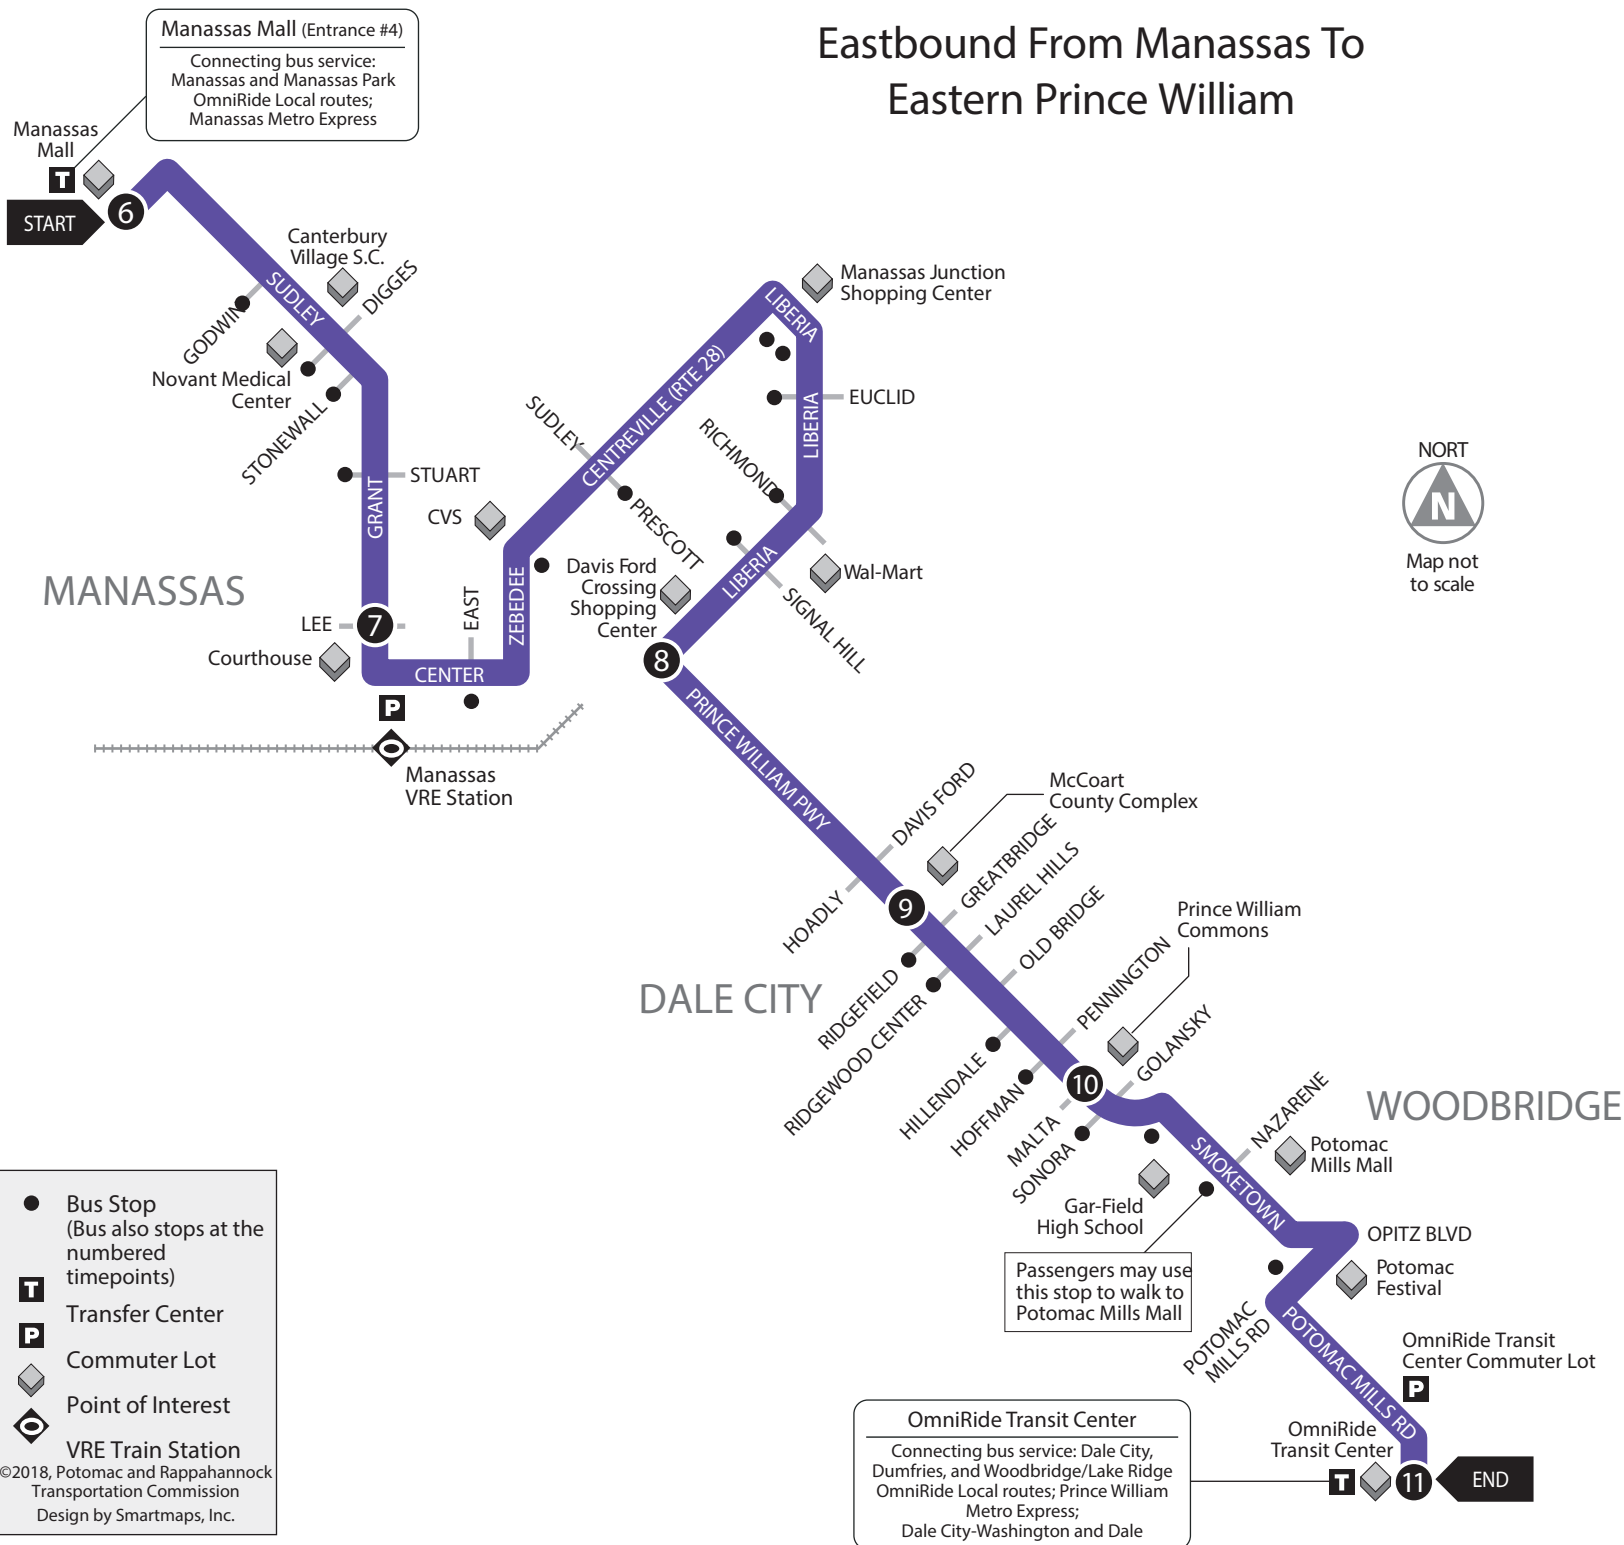 Eastbound From Manassas To
Eastern Prince William
Manassas Mall (Entrance #4)
Connecting bus service:
Manassas and Manassas Park
OmniRide Local routes;
Manassas Metro Express
Manassas
Mall
T
START
6
Canterbury
Village S.C.
DIGGES
SUDLEY
GODWIN
Novant Medical
Center
STONEWALL
STUART
GRANT
CVS
MANASSAS
LEE
7
EAST
ZEBEDEE
Courthouse
CENTER
P
Manassas
VRE Station
Manassas Junction
Shopping Center
LIBERIA
CENTREVILLE (RTE 28)
SUDLEY
PRESCOTT
EUCLID
LIBERIA
RICHMOND
Wal-Mart
LIBERIA
SIGNAL HILL
Davis Ford
Crossing
Shopping
Center
8
NORT
N
Map not
to scale
PRINCE WILLIAM PWY
DAVIS FORD
HOADLY
McCoart
County Complex
9
GREATBRIDGE
LAUREL HILLS
OLD BRIDGE
RIDGEFIELD
RIDGEWOOD CENTER
DALE CITY
Prince William
Commons
PENNINGTON
HILLENDALE
HOFFMAN
10
GOLANSKY
MALTA
SONORA
WOODBRIDGE
NAZARENE
Potomac
Mills Mall
SMOKETOWN
Gar-Field
High School
Passengers may use
this stop to walk to
Potomac Mills Mall
OPITZ BLVD
Potomac
Festival
POTOMAC
MILLS RD
POTOMAC MILLS RD
OmniRide Transit
Center Commuter Lot
P
OmniRide
Transit Center
T
11
END
OmniRide Transit Center
Connecting bus service: Dale City,
Dumfries, and Woodbridge/Lake Ridge
OmniRide Local routes; Prince William
Metro Express;
Dale City-Washington and Dale
Bus Stop
(Bus also stops at the
numbered
timepoints)
T
Transfer Center
P
Commuter Lot
Point of Interest
VRE Train Station
©2018, Potomac and Rappahannock
Transportation Commission
Design by Smartmaps, Inc.